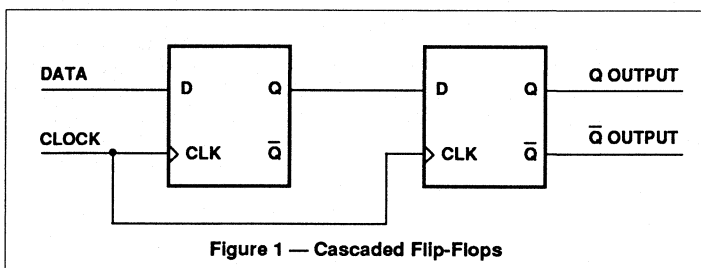 DATA
D
Q
D
Q
Q OUTPUT
CLOCK
CLK
Q̅
CLK
Q̅
Q̅ OUTPUT
Figure 1 — Cascaded Flip-Flops